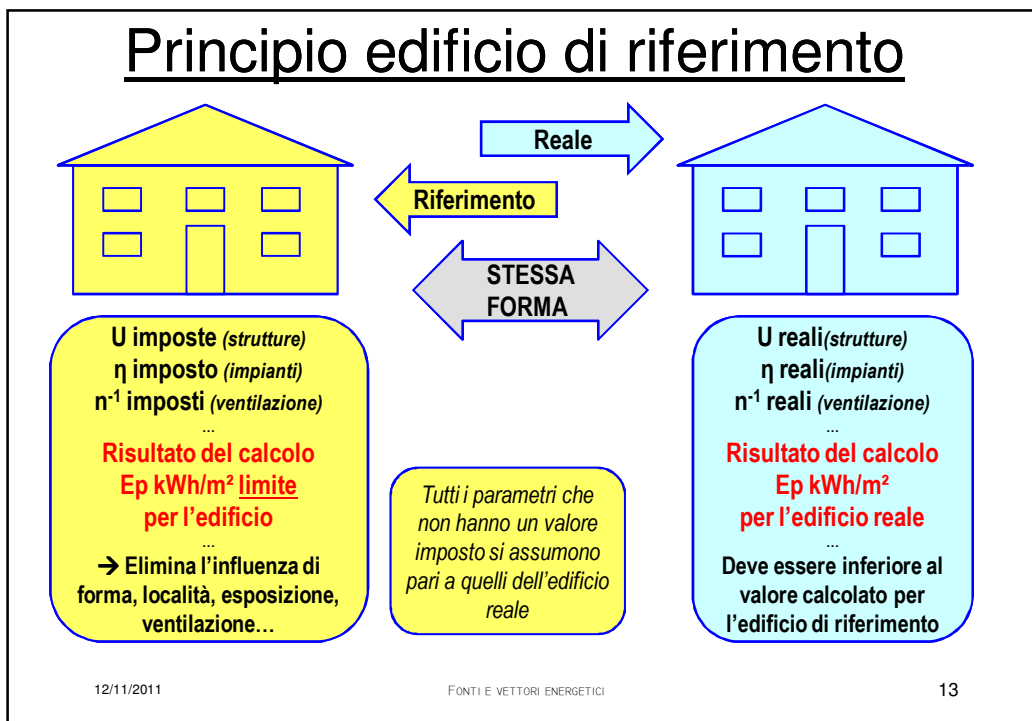 Principio edificio di riferimento
Reale
Riferimento
STESSA
FORMA
U imposte (strutture)
η imposto (impianti)
n⁻¹ imposti (ventilazione)
...
Risultato del calcolo
Ep kWh/m² limite
per l'edificio
...
→ Elimina l'influenza di
forma, località, esposizione,
ventilazione…
Tutti i parametri che
non hanno un valore
imposto si assumono
pari a quelli dell'edificio
reale
U reali(strutture)
η reali(impianti)
n⁻¹ reali (ventilazione)
...
Risultato del calcolo
Ep kWh/m²
per l'edificio reale
...
Deve essere inferiore al
valore calcolato per
l'edificio di riferimento
12/11/2011
FONTI E VETTORI ENERGETICI
13